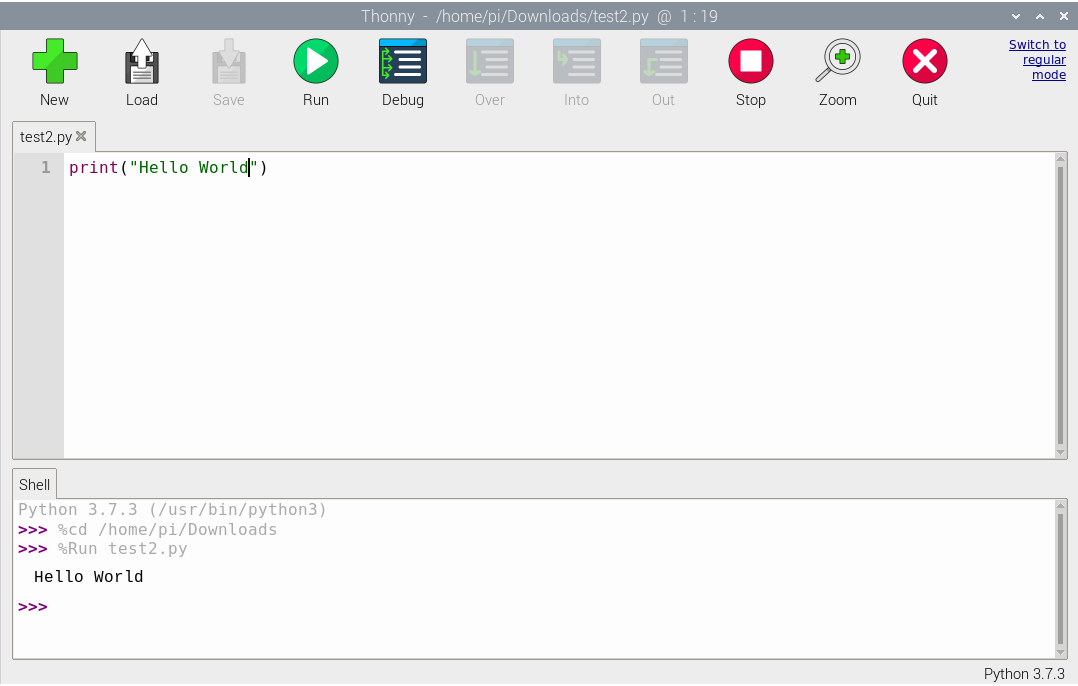 Thonny - /home/pi/Downloads/test2.py @ 1 : 19
New Load Save Run Debug Over Into Out Stop Zoom Quit
Switch to
regular
mode
test2.py
1 print("Hello World")
Shell
Python 3.7.3 (/usr/bin/python3)
>>> %cd /home/pi/Downloads
>>> %Run test2.py
Hello World
>>>
Python 3.7.3